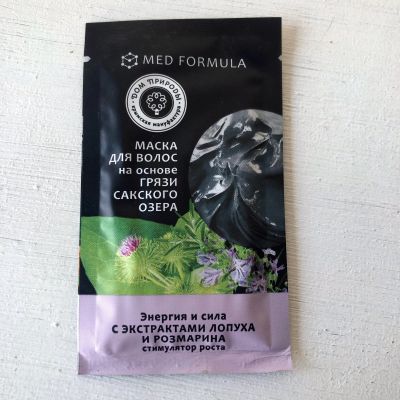 MED FORMULA
ДОМ ПРИРОДЫ
крымская мануфактура
МАСКА
ДЛЯ ВОЛОС
на основе
ГРЯЗИ
САКСКОГО
ОЗЕРА
Энергия и сила
С ЭКСТРАКТАМИ ЛОПУХА
И РОЗМАРИНА
стимулятор роста